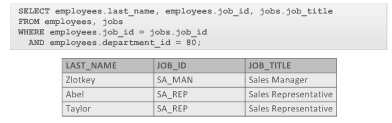 SELECT employees.last_name, employees.job_id, jobs.job_title
FROM employees, jobs
WHERE employees.job_id = jobs.job_id
AND employees.department_id = 80;
LAST_NAME JOB_ID JOB_TITLE
Zlotkey SA_MAN Sales Manager
Abel SA_REP Sales Representative
Taylor SA_REP Sales Representative